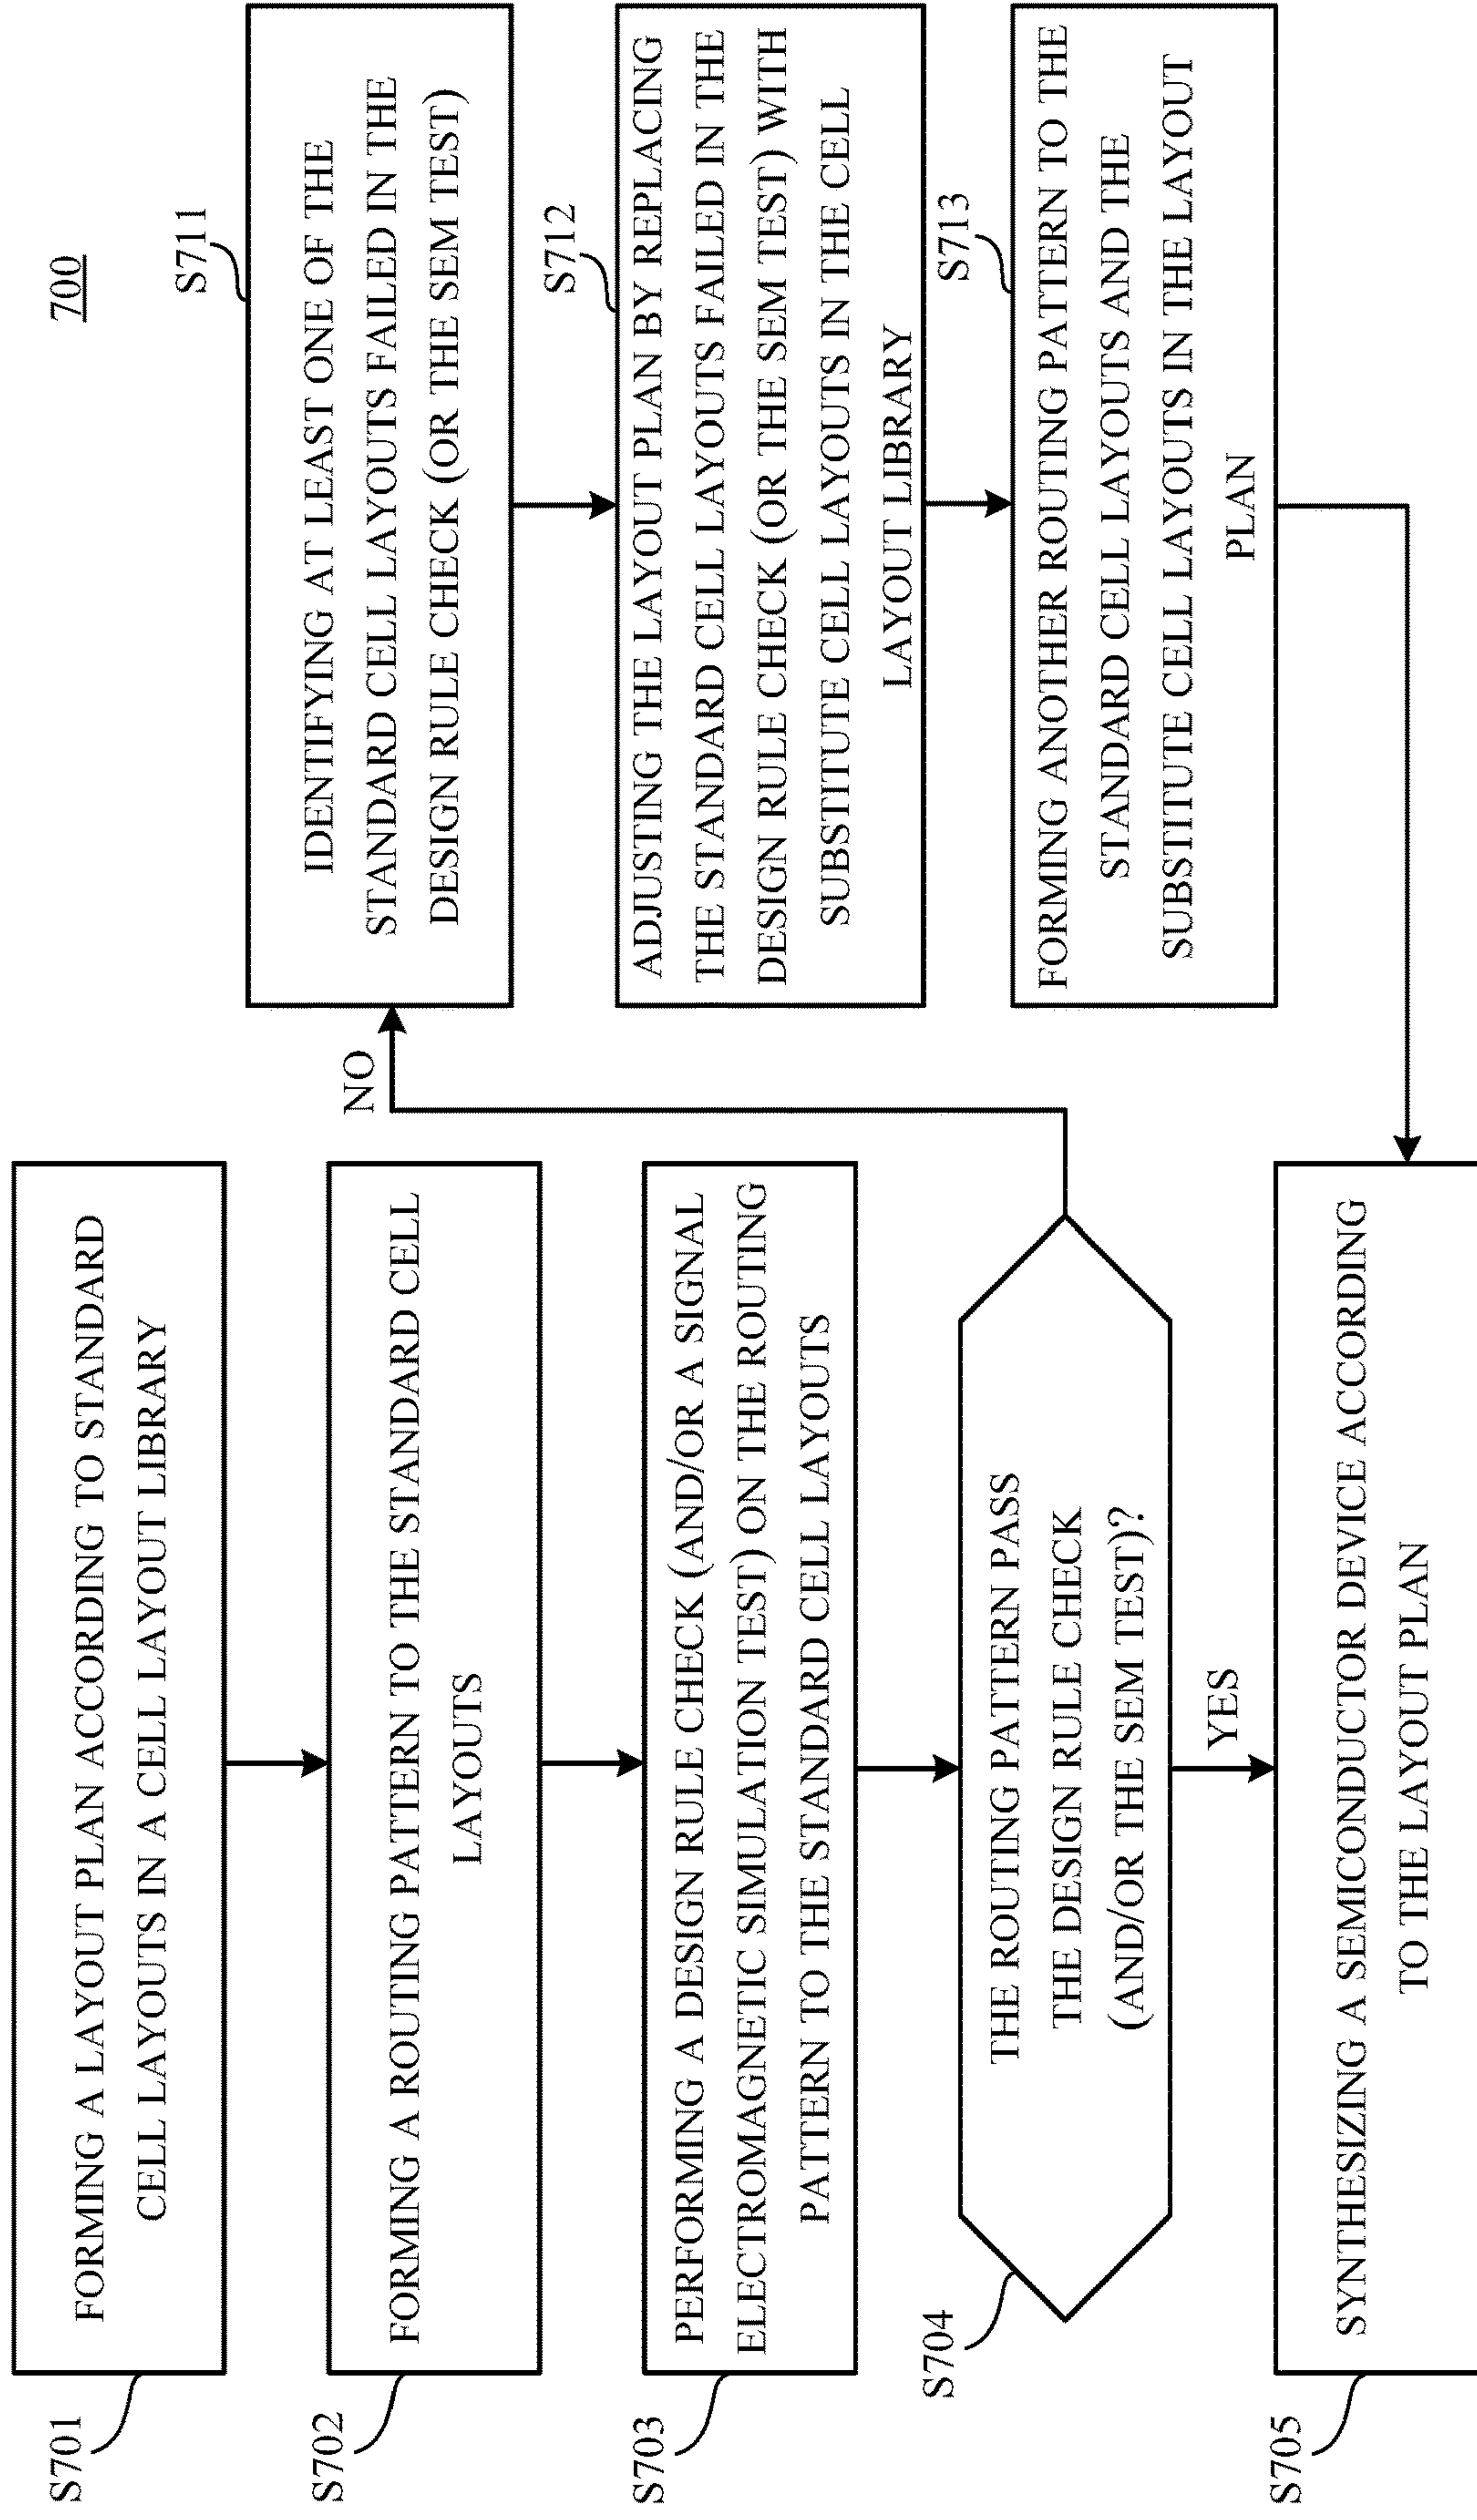 700
S701
FORMING A LAYOUT PLAN ACCORDING TO STANDARD
CELL LAYOUTS IN A CELL LAYOUT LIBRARY
S702
FORMING A ROUTING PATTERN TO THE STANDARD CELL
LAYOUTS
S703
PERFORMING A DESIGN RULE CHECK (AND/OR A SIGNAL
ELECTROMAGNETIC SIMULATION TEST) ON THE ROUTING
PATTERN TO THE STANDARD CELL LAYOUTS
S704
THE ROUTING PATTERN PASS
THE DESIGN RULE CHECK
(AND/OR THE SEM TEST)?
NO
YES
S705
SYNTHESIZING A SEMICONDUCTOR DEVICE ACCORDING
TO THE LAYOUT PLAN
S711
IDENTIFYING AT LEAST ONE OF THE
STANDARD CELL LAYOUTS FAILED IN THE
DESIGN RULE CHECK (OR THE SEM TEST)
S712
ADJUSTING THE LAYOUT PLAN BY REPLACING
THE STANDARD CELL LAYOUTS FAILED IN THE
DESIGN RULE CHECK (OR THE SEM TEST) WITH
SUBSTITUTE CELL LAYOUTS IN THE CELL
LAYOUT LIBRARY
S713
FORMING ANOTHER ROUTING PATTERN TO THE
STANDARD CELL LAYOUTS AND THE
SUBSTITUTE CELL LAYOUTS IN THE LAYOUT
PLAN